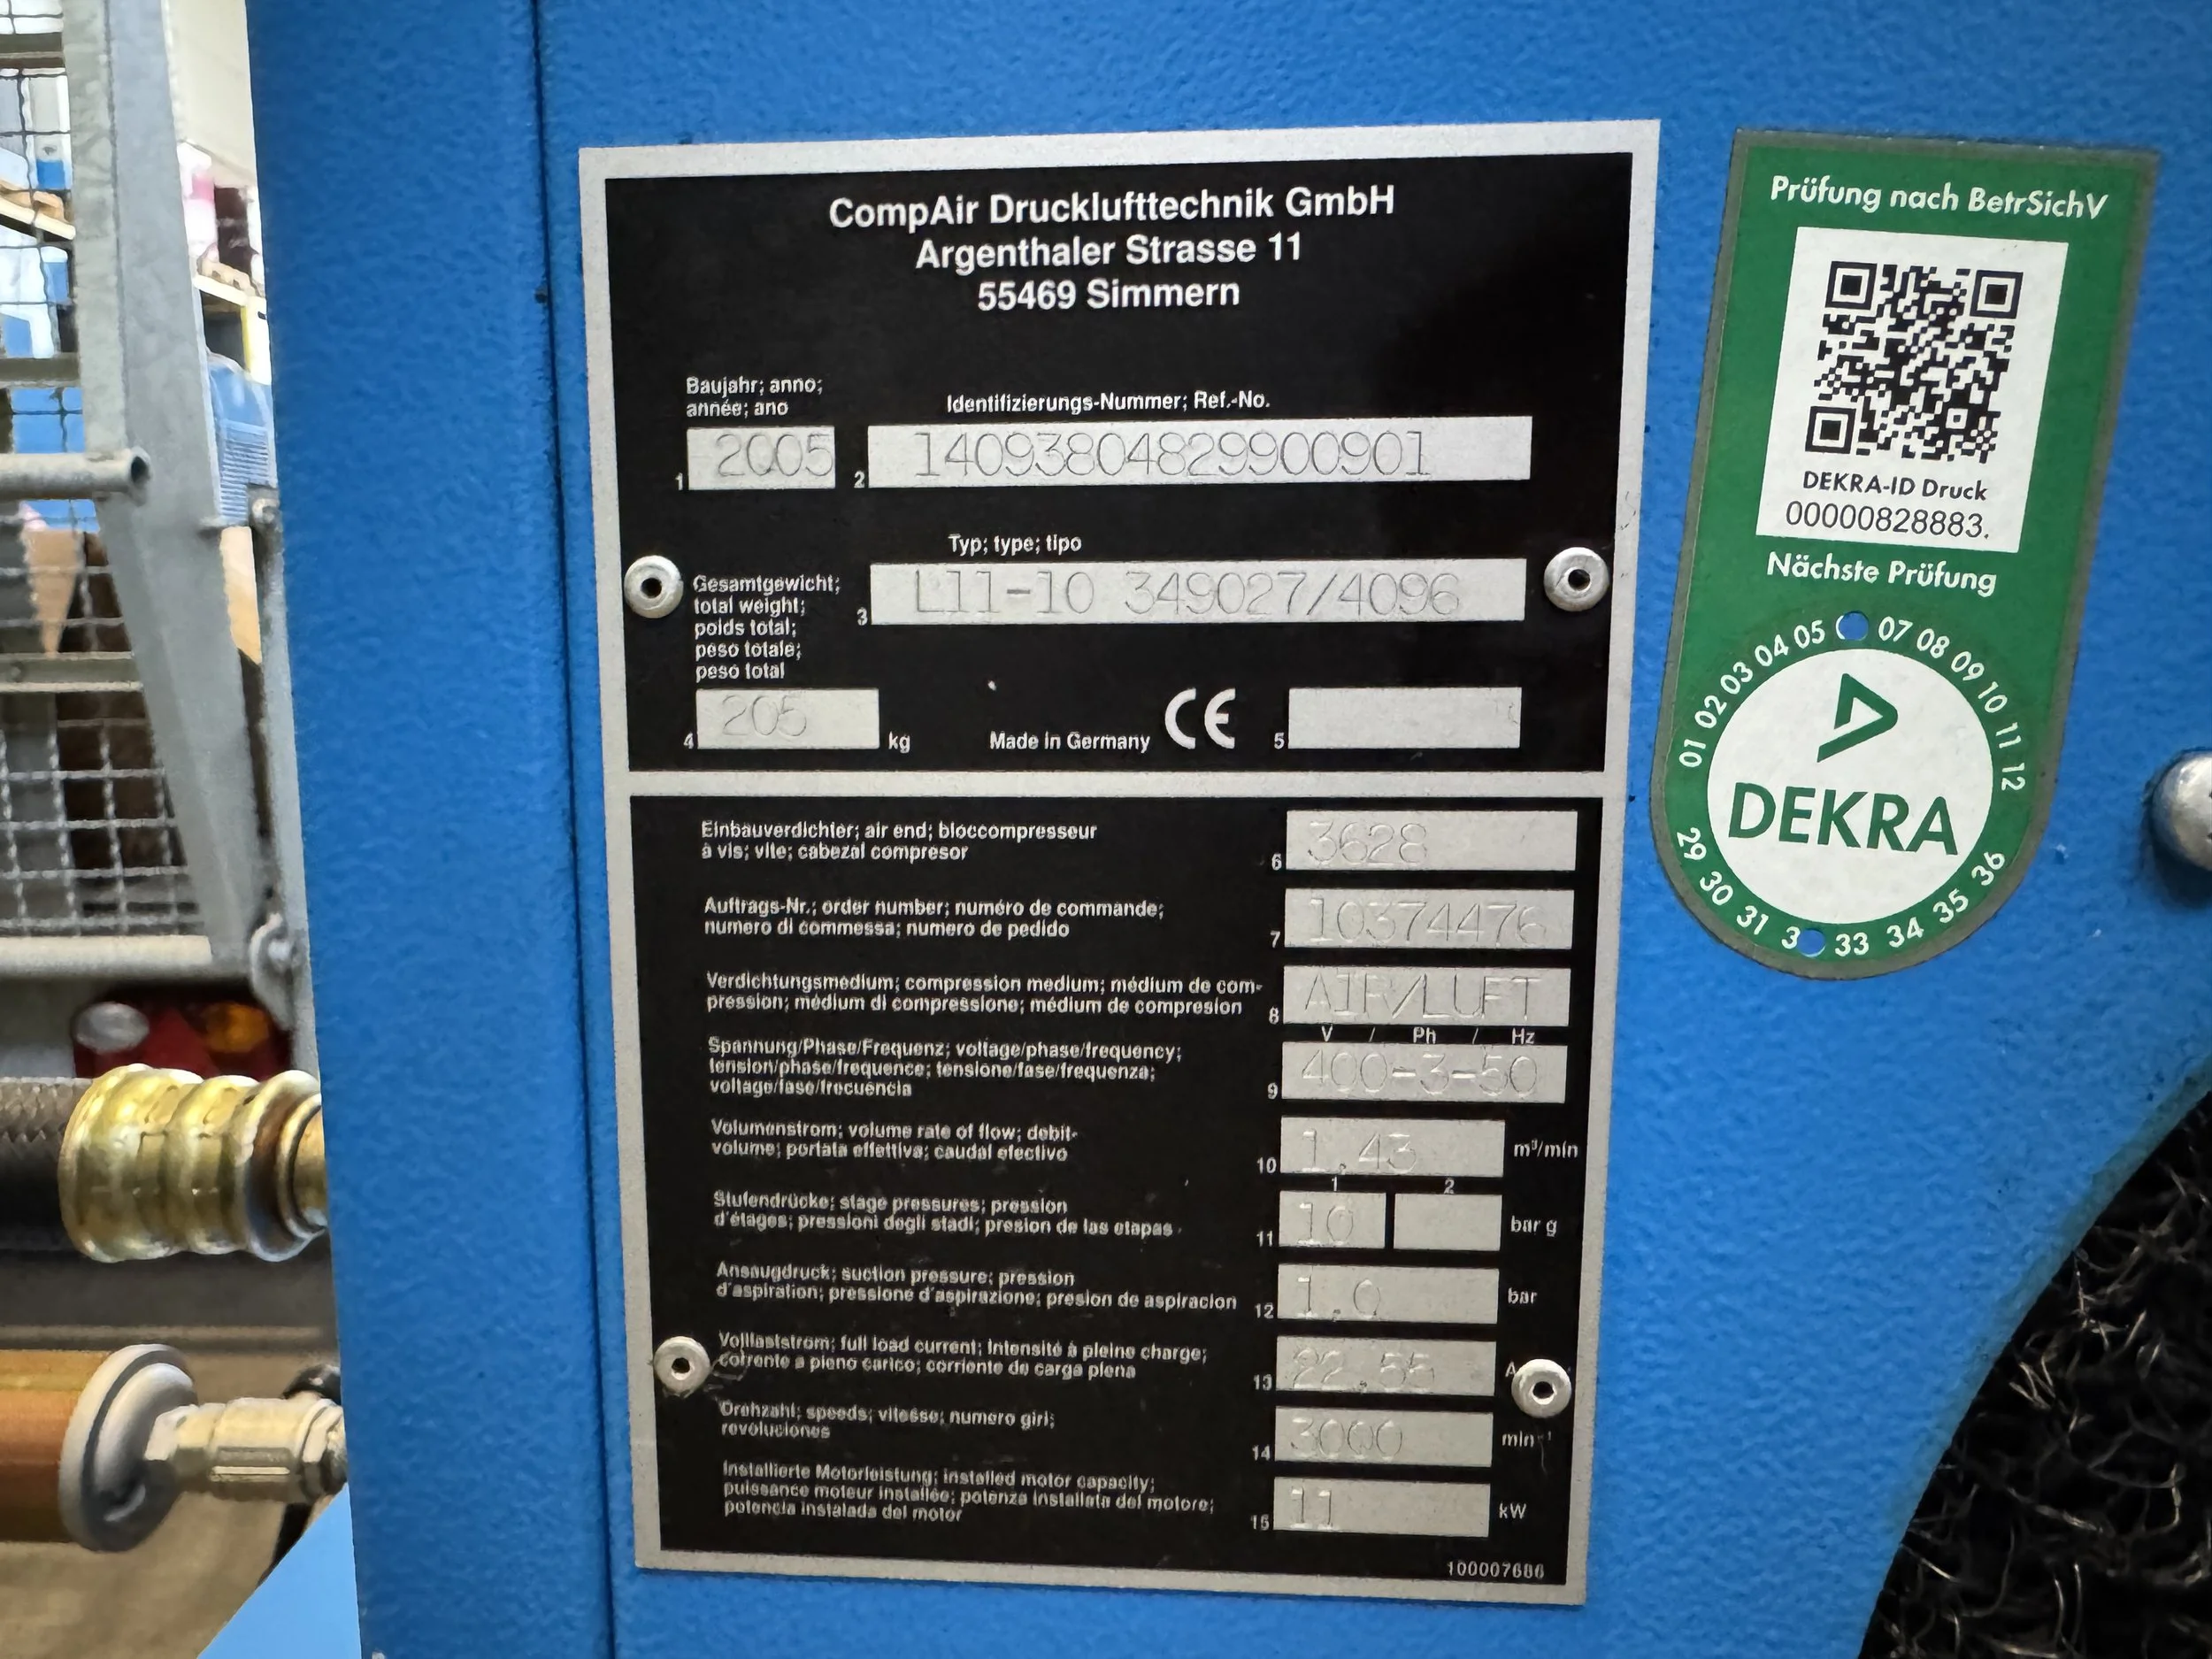 CompAir Drucklufttechnik GmbH
Argenthaler Strasse 11
55469 Simmern
Baujahr; anno;
année; ano
1 2005
Identifizierungs-Nummer; Ref.-No.
2 14093804829900901
Typ; type; tipo
3 L11-10 349027/4096
Gesamtgewicht;
total weight;
poids total;
peso totale;
peso total
4 205 kg
Made in Germany CE 5
Einbauverdichter; air end; bloccompresseur
à vis; vite; cabezal compresor
6 3628
Auftrags-Nr.; order number; numéro de commande;
numero di commessa; numero de pedido
7 10374476
Verdichtungsmedium; compression medium; médium de com-
pression; médium di compressione; médium de compresion
8 AIR/LUFT
V / Ph / Hz
Spannung/Phase/Frequenz; voltage/phase/frequency;
tension/phase/frequence; tensione/fase/frequenza;
voltage/fase/frecuéncia
9 400-3-50
Volumenstrom; volume rate of flow; debit-
volume; portata effettiva; caudal efectivo
10 1,43 m³/min
1 2
Stufendrücke; stage pressures; pression
d'étages; pressioni degli stadi; presion de las etapas
11 10 bar g
Ansaugdruck; suction pressure; pression
d'aspiration; pressione d'aspirazione; presion de aspiracion
12 1,0 bar
Volllaststrom; full load current; Intensité à pleine charge;
corrente a pieno carico; corriente de carga plena
13 22,55 A
Drehzahl; speeds; vitesse; numero giri;
revoluciones
14 3000 min⁻¹
Installierte Motorleistung; installed motor capacity;
puissance moteur installée; potenza installata del motore;
potencia instalada del motor
15 11 kW
100007686
Prüfung nach BetrSichV
DEKRA-ID Druck
00000828883.
Nächste Prüfung
01 02 03 04 05 07 08 09 10 11 12
DEKRA
29 30 31 3 33 34 35 36